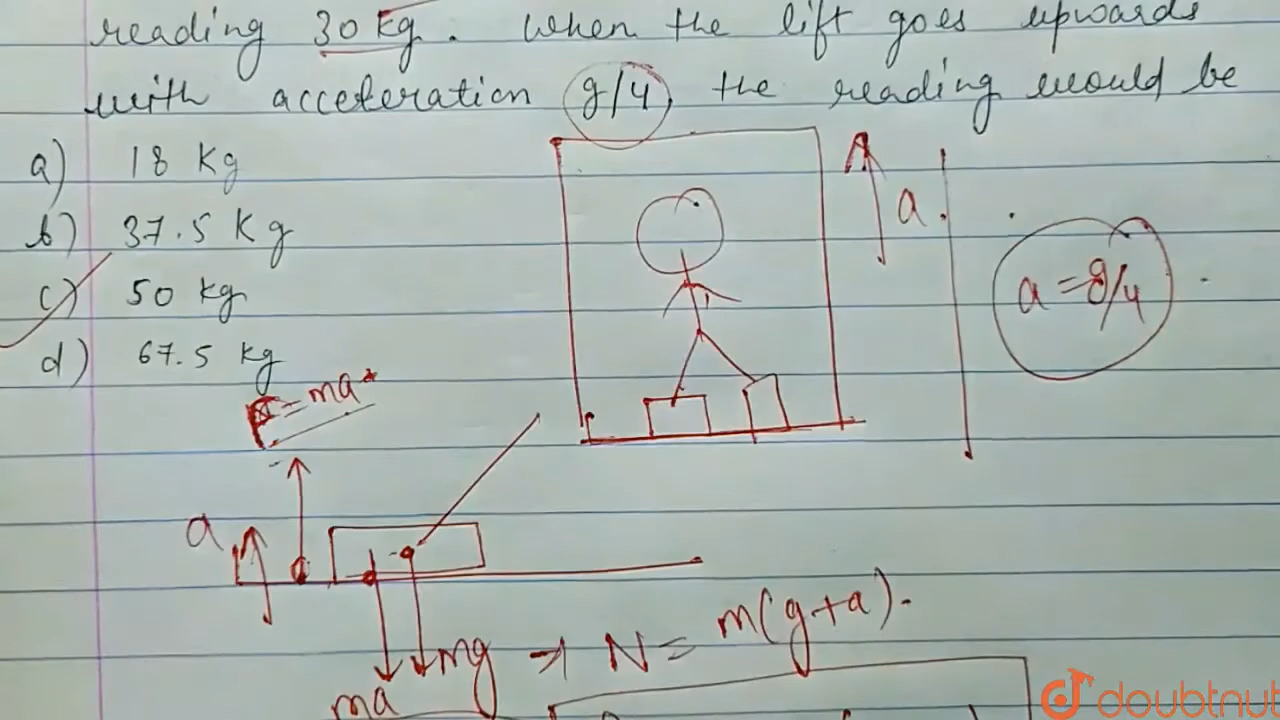 reading 30 kg. When the lift goes upwards
with acceleration g/4, the reading would be
a) 18 Kg
b) 37.5 Kg
c) 50 kg
d) 67.5 kg
a
a = g/4
= ma
a
mg → N = m(g+a).
ma
doubtnut